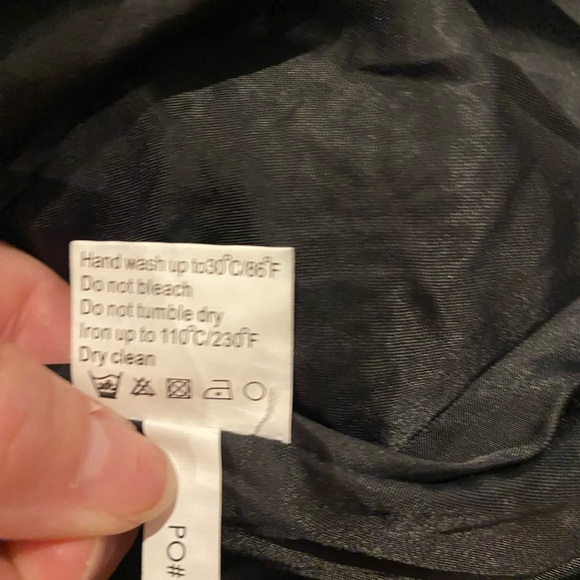 Hand wash up to30°C/86°F
Do not bleach
Do not tumble dry
Iron up to 110°C/230°F
Dry clean
PO#